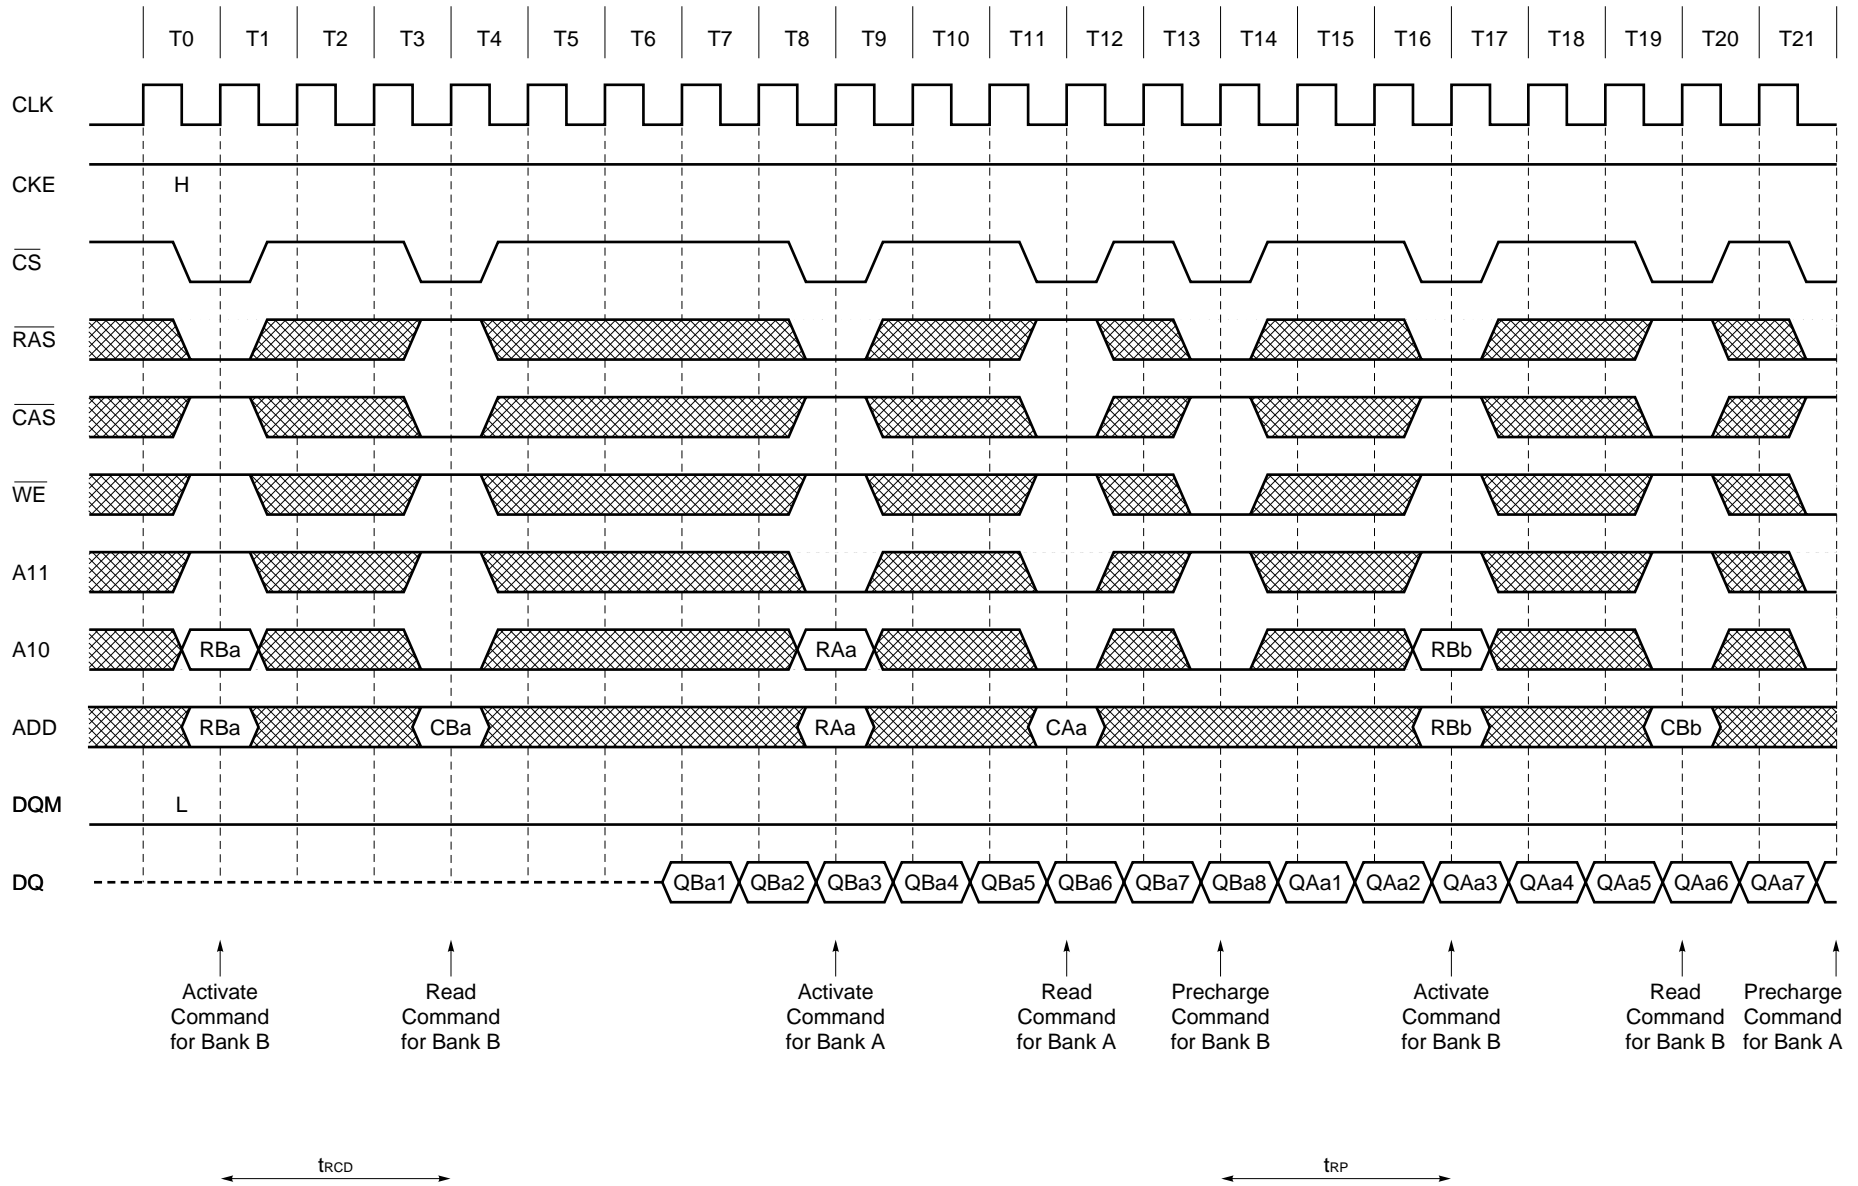 T0 T1 T2 T3 T4 T5 T6 T7 T8 T9 T10 T11 T12 T13 T14 T15 T16 T17 T18 T19 T20 T21
CLK
CKE H
CS
RAS
CAS
WE
A11
A10 RBa RAa RBb
ADD RBa CBa RAa CAa RBb CBb
DQM L
DQ QBa1 QBa2 QBa3 QBa4 QBa5 QBa6 QBa7 QBa8 QAa1 QAa2 QAa3 QAa4 QAa5 QAa6 QAa7
Activate Read Activate Read Precharge Activate Read Precharge
Command Command Command Command Command Command Command Command
for Bank B for Bank B for Bank A for Bank A for Bank B for Bank B for Bank B for Bank A
tRCD tRP